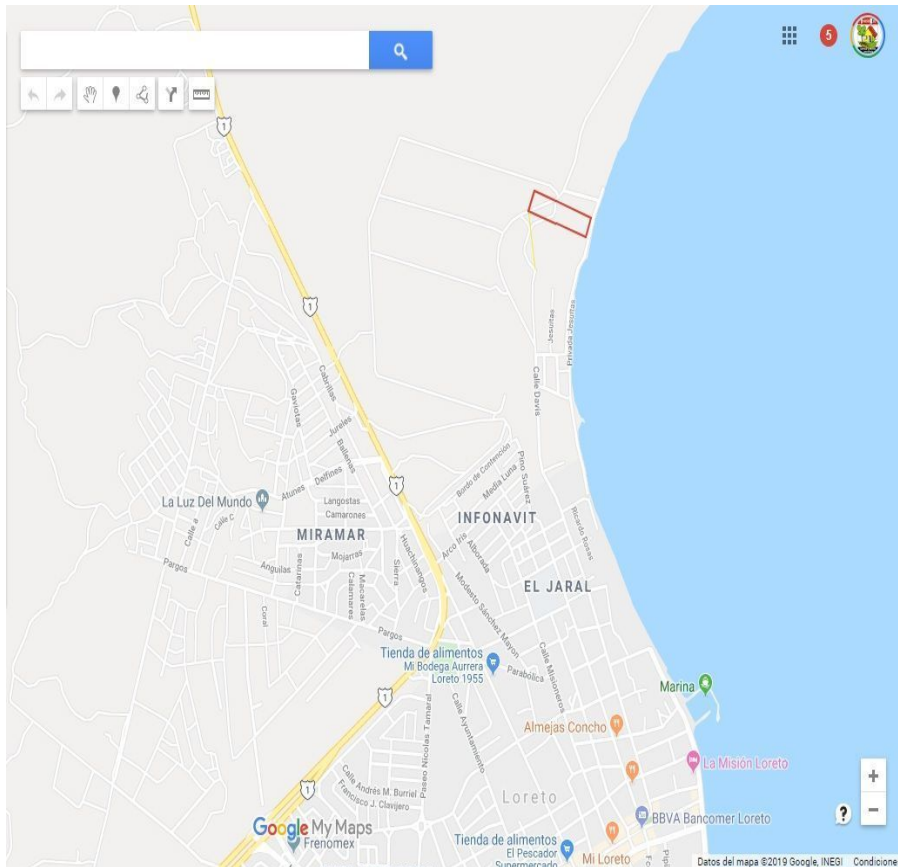 5
1
1
1
1
1
Jesuitas
Privada Jesuitas
Calle Davis
Cabrillas
Gaviotas
Jureles
Ballenas
Delfines
Atunes
La Luz Del Mundo
Calle a
Calle C
Langostas
Camarones
MIRAMAR
Mojarras
Anguilas
Catarinas
Macarelas
Calamares
Sierra
Huachinangos
Pargos
Coral
Pargos
Bordo de Contención
Media Luna
Pino Suárez
INFONAVIT
Arco Iris
Alborada
Ricardo Rosas
EL JARAL
Modesto Sánchez Mayon
Calle Misioneros
Tienda de alimentos
Mi Bodega Aurrera
Loreto 1955
Parabólica
Marina
Almejas Concho
Paseo Nicolas Tamaral
Calle Ayuntamiento
La Misión Loreto
Calle Andrés M. Burriel
Francisco J. Clavijero
Loreto
+
−
?
BBVA Bancomer Loreto
Google My Maps
Frenomex
Tienda de alimentos
El Pescador
Supermercado
Mi Loreto
Datos del mapa ©2019 Google, INEGI Condicione